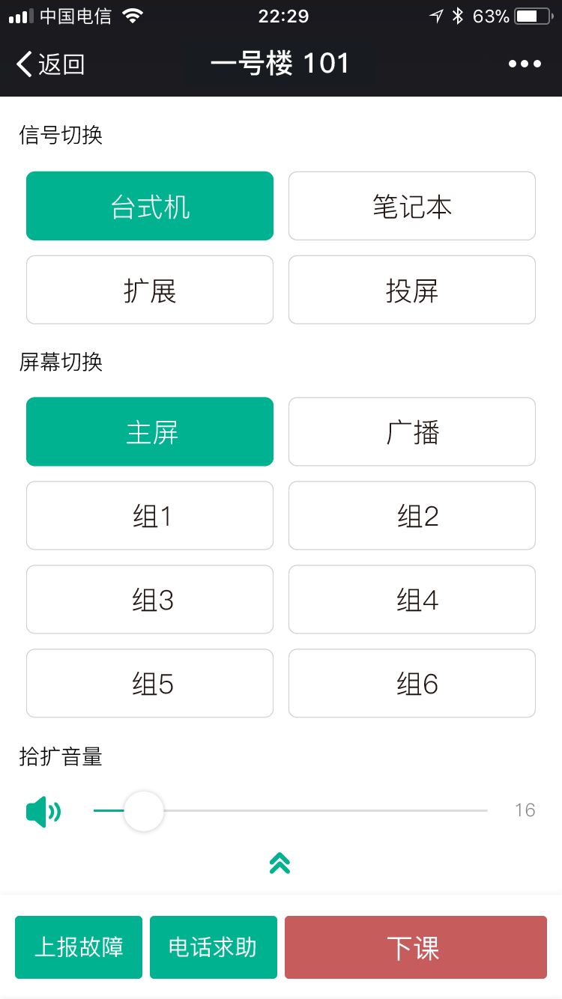 中国电信 22:29 63%
返回 一号楼 101
信号切换
台式机 笔记本
扩展 投屏
屏幕切换
主屏 广播
组1 组2
组3 组4
组5 组6
拾扩音量
16
上报故障 电话求助 下课